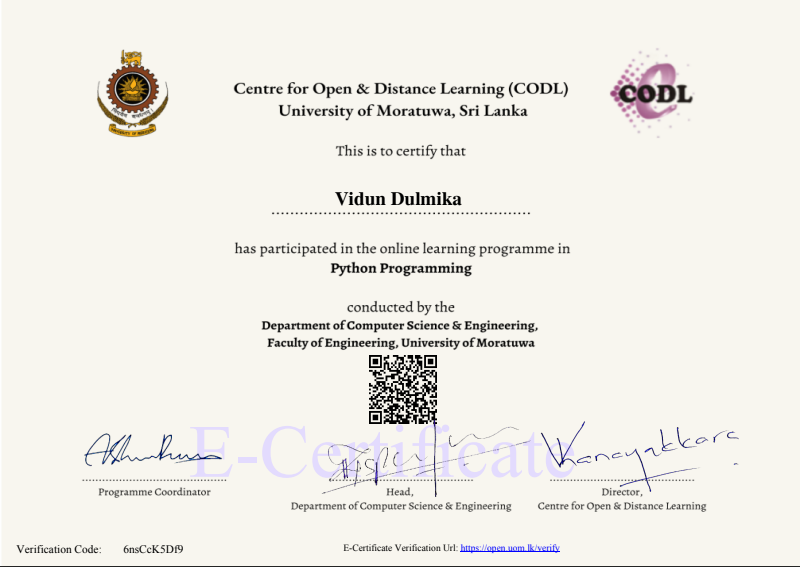 Centre for Open & Distance Learning (CODL)
University of Moratuwa, Sri Lanka
CODL
This is to certify that
Vidun Dulmika
has participated in the online learning programme in
Python Programming
conducted by the
Department of Computer Science & Engineering,
Faculty of Engineering, University of Moratuwa
E-Certificate
Programme Coordinator
Head,
Department of Computer Science & Engineering
Director,
Centre for Open & Distance Learning
Verification Code: 6nsCcK5Df9
E-Certificate Verification Url: https://open.uom.lk/verify